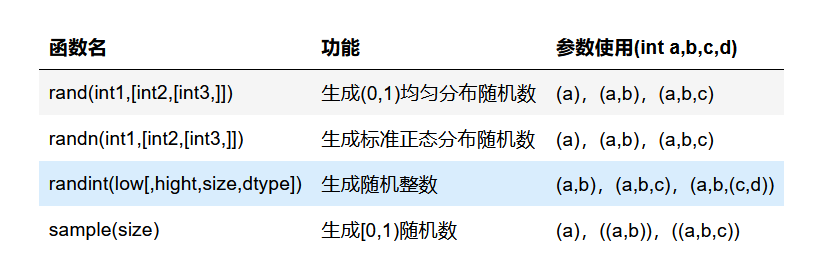 函数名 功能 参数使用(int a,b,c,d)
rand(int1,[int2,[int3,]]) 生成(0,1)均匀分布随机数 (a)，(a,b)，(a,b,c)
randn(int1,[int2,[int3,]]) 生成标准正态分布随机数 (a)，(a,b)，(a,b,c)
randint(low[,hight,size,dtype]) 生成随机整数 (a,b)，(a,b,c)，(a,b,(c,d))
sample(size) 生成[0,1)随机数 (a)，((a,b))，((a,b,c))